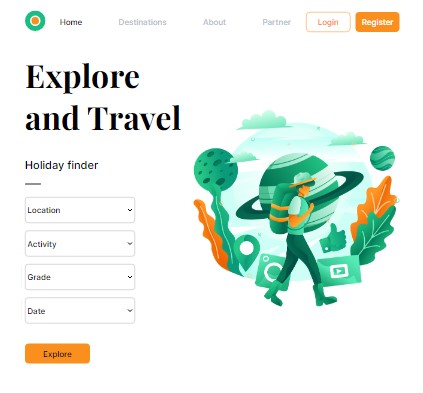 Home Destinations About Partner Login Register
Explore
and Travel
Holiday finder
Location
Activity
Grade
Date
Explore